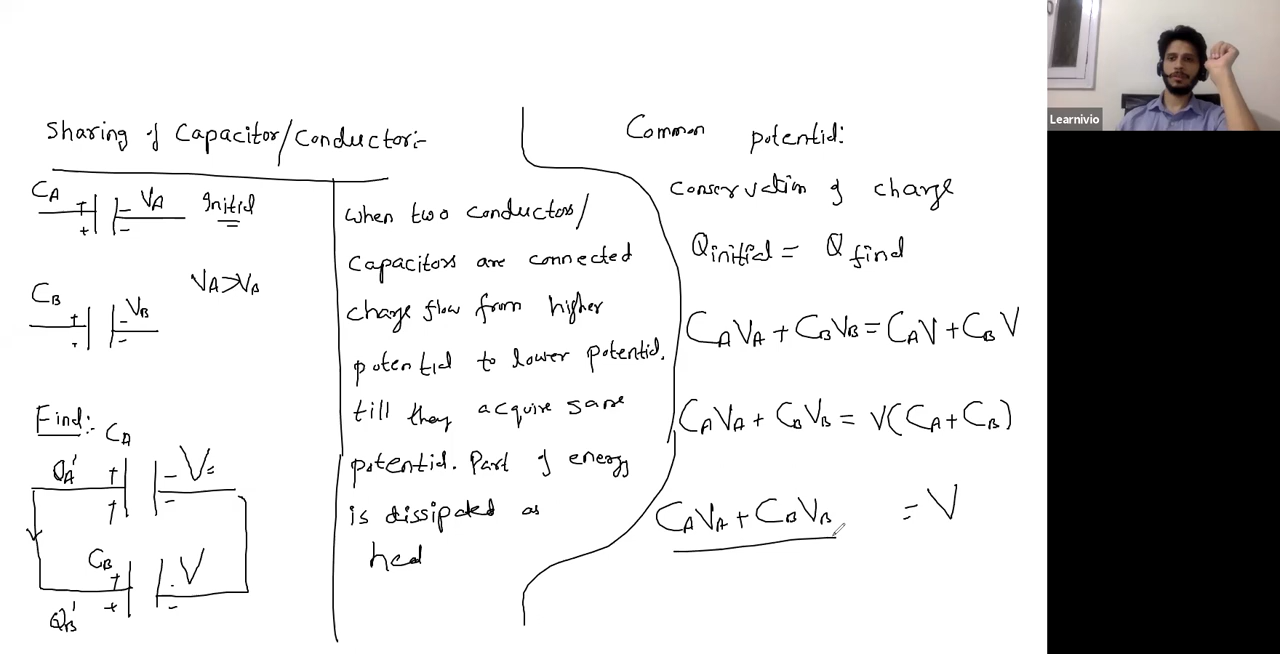 Sharing of Capacitor/Conductor:-
CA
VA
Initial
+
-
+
-
VA>VB
CB
VB
+
-
+
-
Final:-
CA
QA'
+
- V=
+
-
CB
+
V
+
-
QB'
When two conductors/
Capacitors are connected
charge flow from higher
potential to lower potential.
till they acquire same
potential. Part of energy
is dissipated as
heat
Common potential:
Conservation of charge
Qinitial = Qfinal
CAVA + CBVB = CAV + CBV
CAVA + CBVB = V(CA + CB)
CAVA + CBVB = V
Learnivio